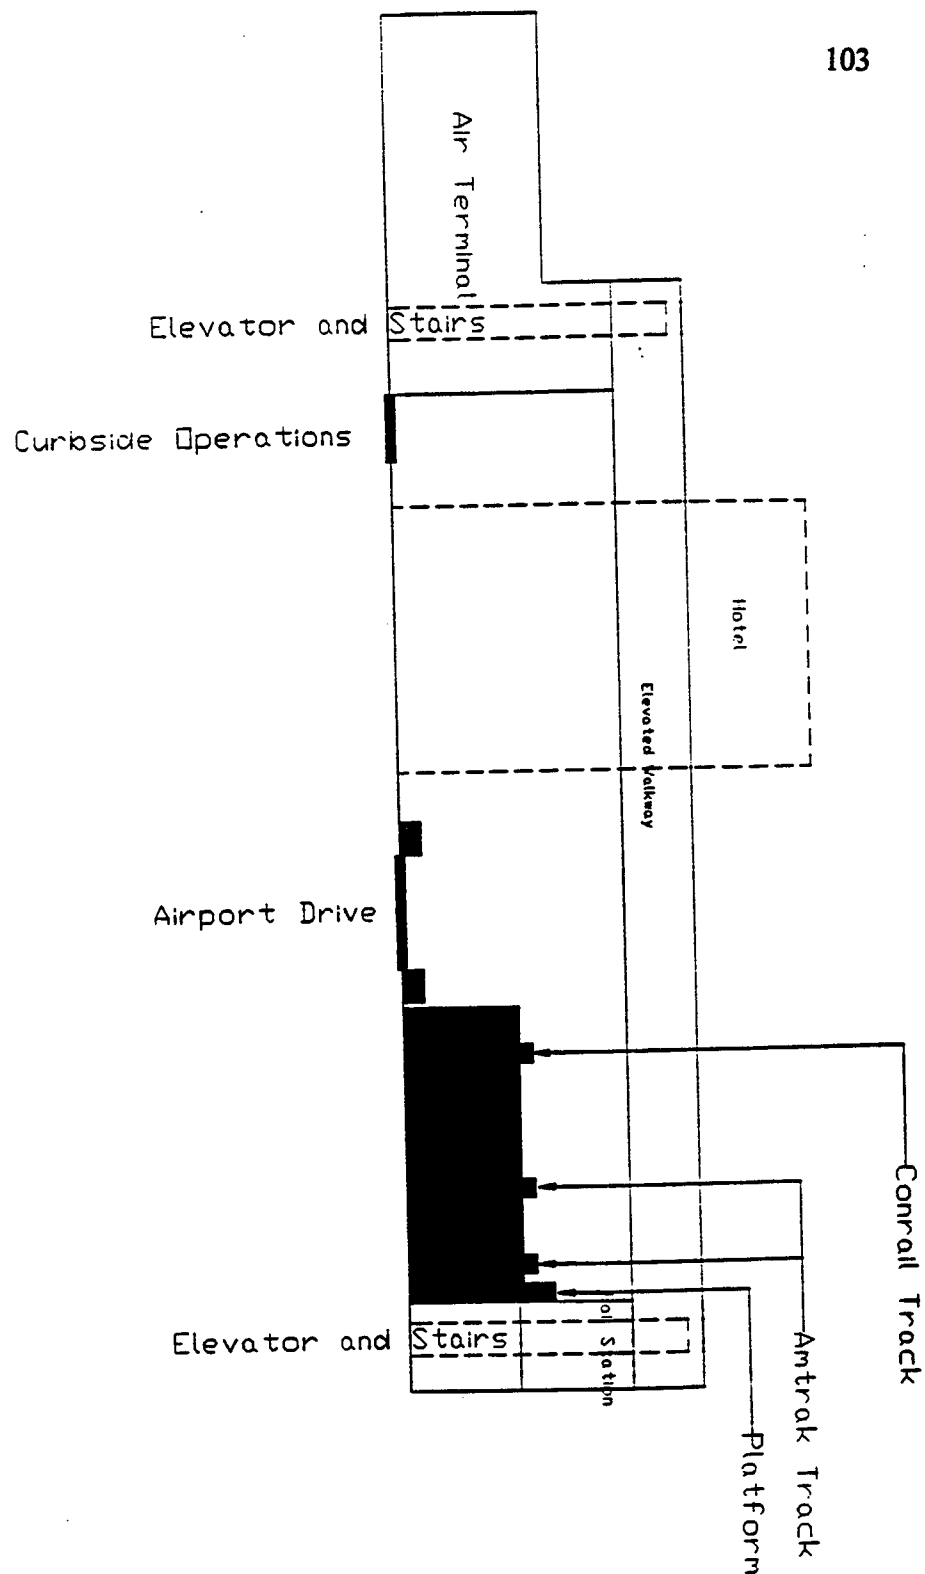 103
Air Terminal
Elevator and Stairs
Curbside Operations
Hotel
Elevated Walkway
Airport Drive
Conrail Track
Amtrak Track
Platform
Station
Elevator and Stairs